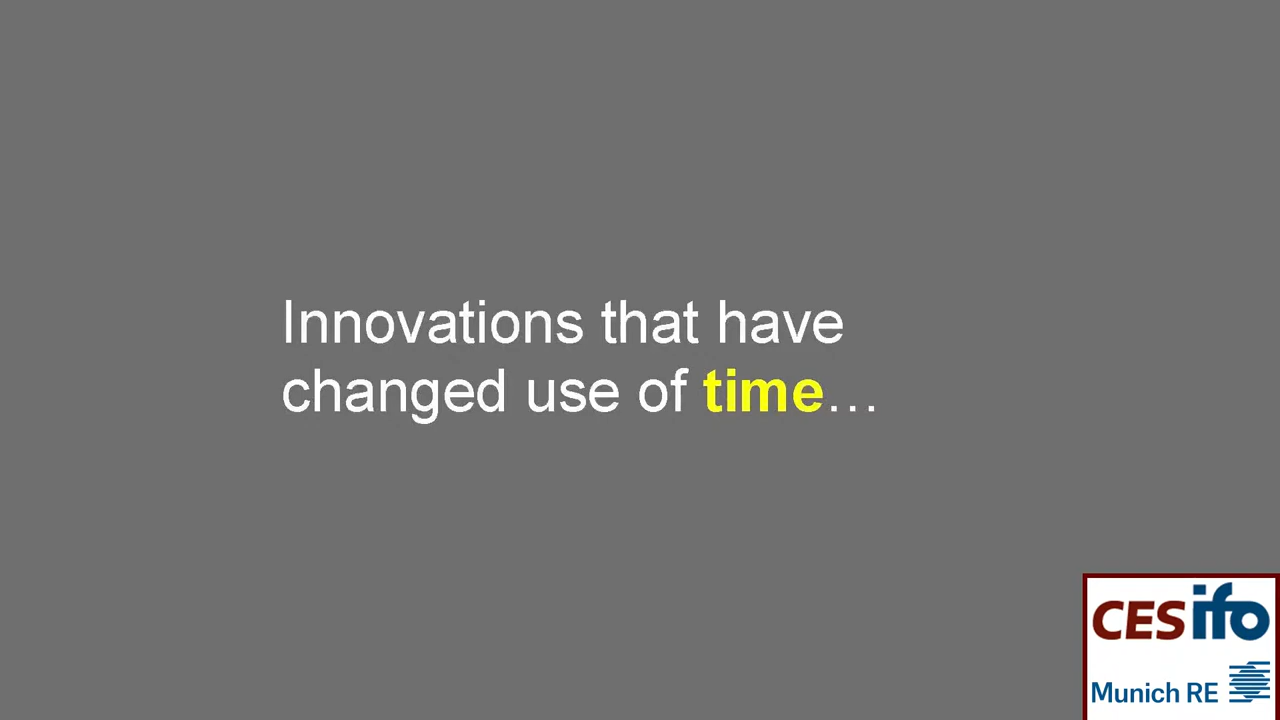 Innovations that have
changed use of time…
CESifo
Munich RE